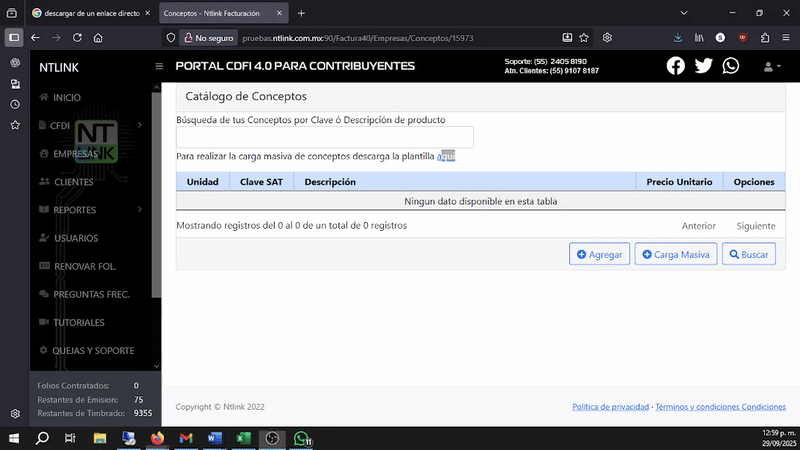 descargar de un enlace directo
Conceptos - Ntlink Facturación
No seguro
pruebas.ntlink.com.mx:90/Factura40/Empresas/Conceptos/15973
NTLINK
PORTAL CDFI 4.0 PARA CONTRIBUYENTES
Soporte: (55) 2405 8190
Atn. Clientes: (55) 9107 8187
INICIO
CFDI
EMPRESAS
CLIENTES
REPORTES
USUARIOS
RENOVAR FOL.
PREGUNTAS FREC.
TUTORIALES
QUEJAS Y SOPORTE
NT
LINK
Folios Contratados: 0
Restantes de Emision: 75
Restantes de Timbrado: 9355
Catálogo de Conceptos
Búsqueda de tus Conceptos por Clave ó Descripción de producto
Para realizar la carga masiva de conceptos descarga la plantilla aquí
Unidad Clave SAT Descripción Precio Unitario Opciones
Ningun dato disponible en esta tabla
Mostrando registros del 0 al 0 de un total de 0 registros Anterior Siguiente
Agregar Carga Masiva Buscar
Copyright © Ntlink 2022 Política de privacidad · Términos y condiciones Condiciones
11
12:59 p. m.
29/09/2025